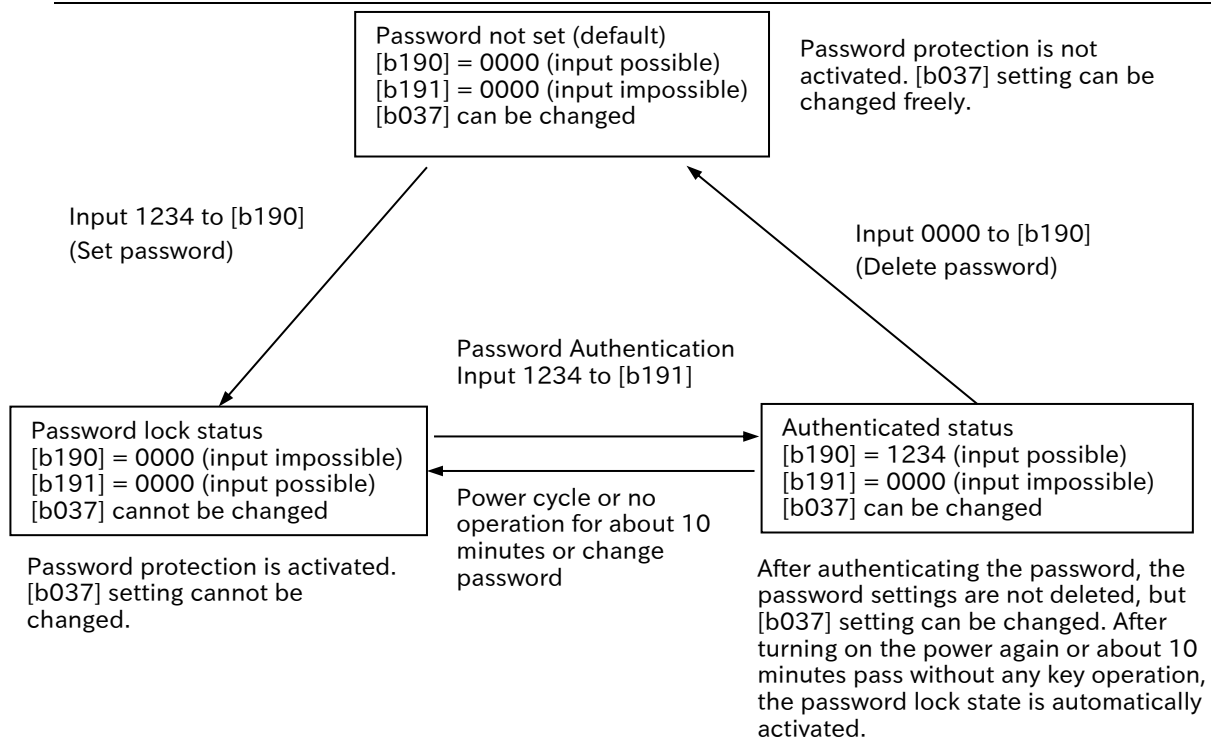 Password not set (default)
[b190] = 0000 (input possible)
[b191] = 0000 (input impossible)
[b037] can be changed
Password protection is not
activated. [b037] setting can be
changed freely.
Input 1234 to [b190]
(Set password)
Input 0000 to [b190]
(Delete password)
Password Authentication
Input 1234 to [b191]
Password lock status
[b190] = 0000 (input impossible)
[b191] = 0000 (input possible)
[b037] cannot be changed
Power cycle or no
operation for about 10
minutes or change
password
Authenticated status
[b190] = 1234 (input possible)
[b191] = 0000 (input impossible)
[b037] can be changed
Password protection is activated.
[b037] setting cannot be
changed.
After authenticating the password, the
password settings are not deleted, but
[b037] setting can be changed. After
turning on the power again or about 10
minutes pass without any key operation,
the password lock state is automatically
activated.